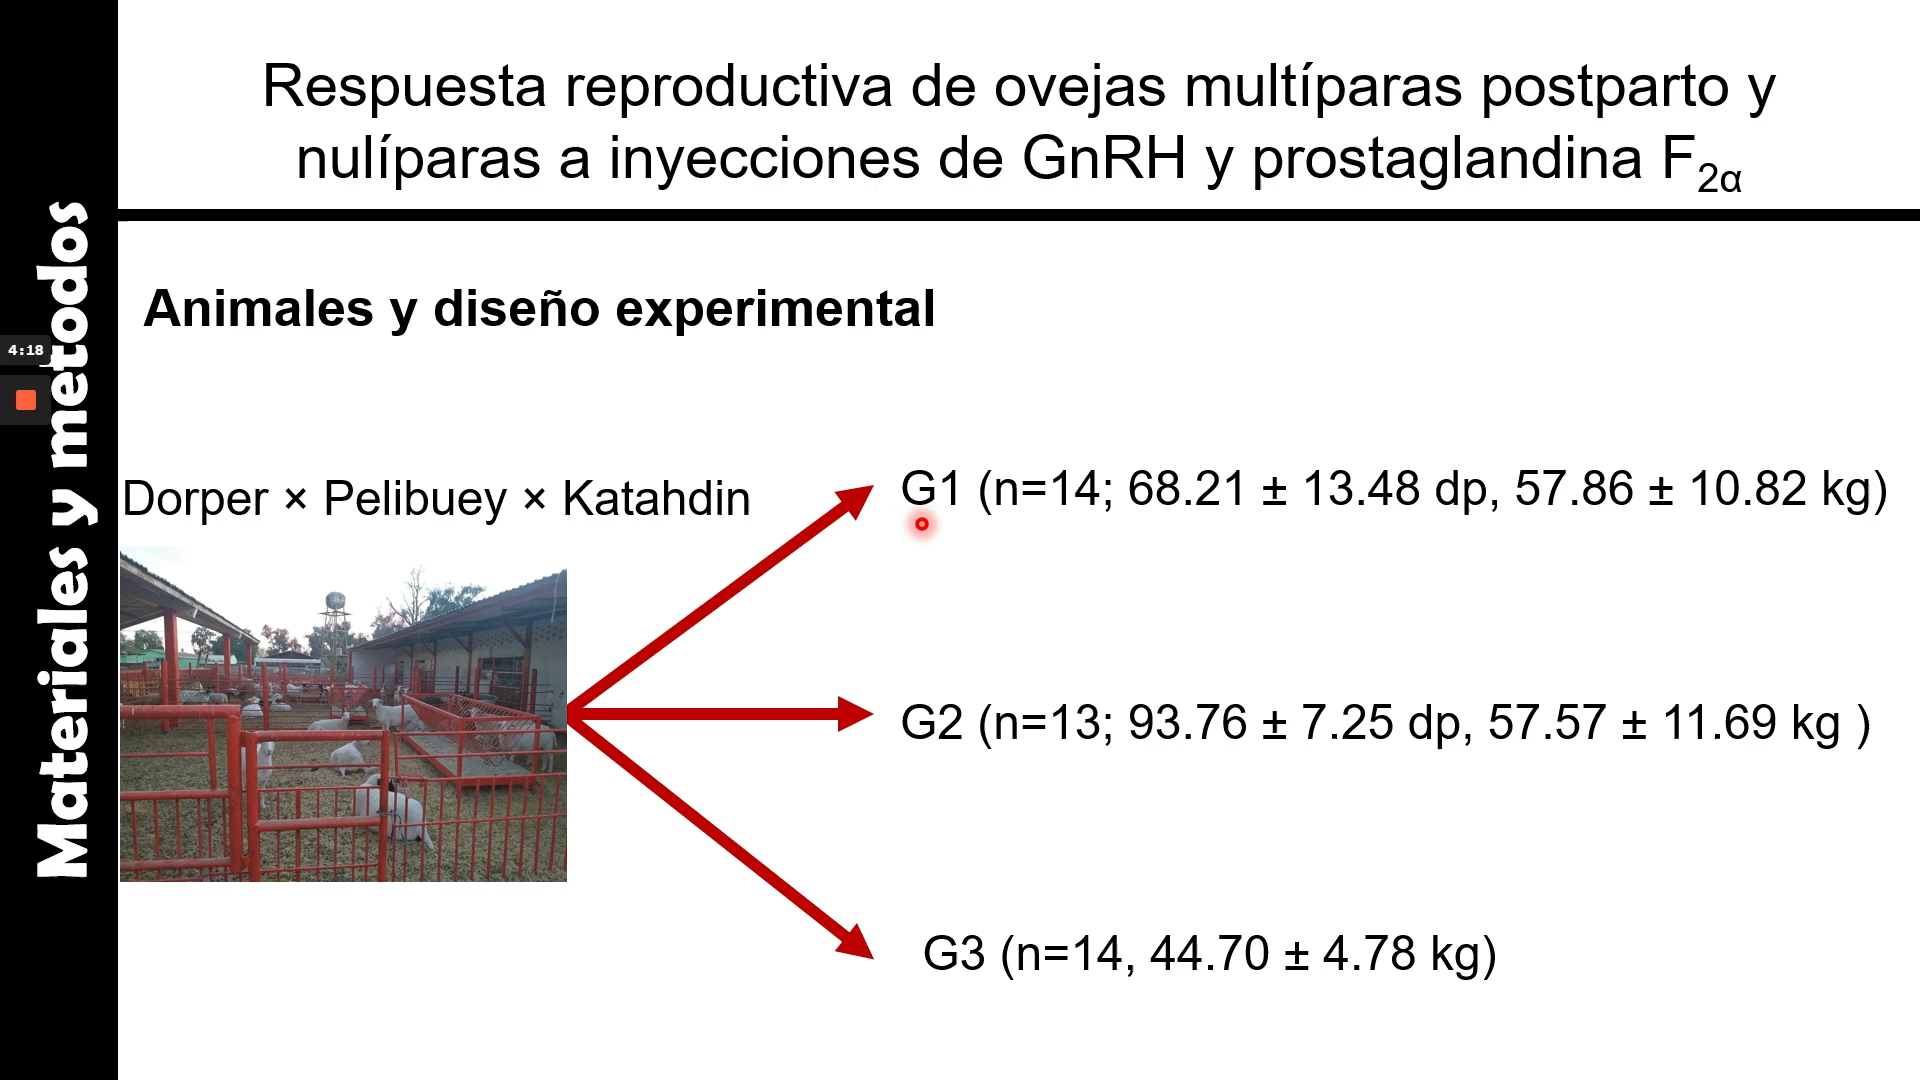 Respuesta reproductiva de ovejas multíparas postparto y
nulíparas a inyecciones de GnRH y prostaglandina F2α
Materiales y metodos
4:18
Animales y diseño experimental
Dorper × Pelibuey × Katahdin
G1 (n=14; 68.21 ± 13.48 dp, 57.86 ± 10.82 kg)
G2 (n=13; 93.76 ± 7.25 dp, 57.57 ± 11.69 kg )
G3 (n=14, 44.70 ± 4.78 kg)